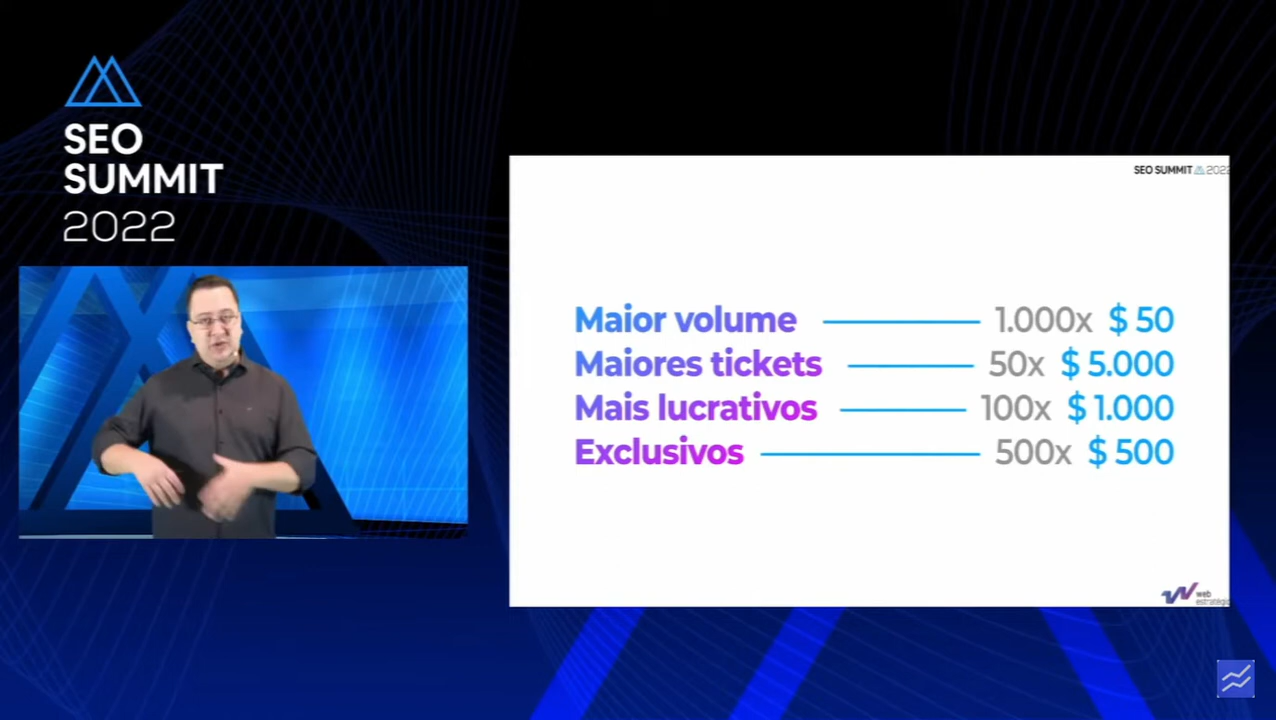 SEO
SUMMIT
2022
SEO SUMMIT 2022
Maior volume 1.000x $ 50
Maiores tickets 50x $ 5.000
Mais lucrativos 100x $ 1.000
Exclusivos 500x $ 500
web